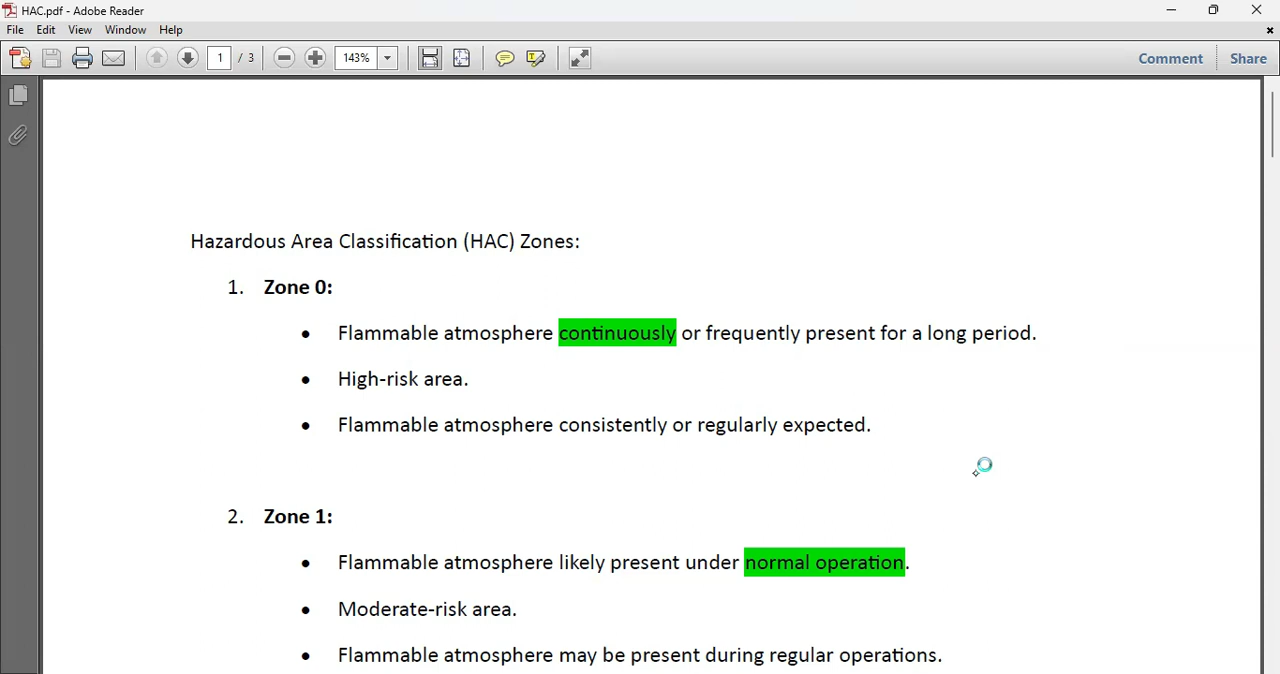 HAC.pdf - Adobe Reader
File Edit View Window Help
1 / 3 143% Comment Share
Hazardous Area Classification (HAC) Zones:
1. Zone 0:
• Flammable atmosphere continuously or frequently present for a long period.
• High-risk area.
• Flammable atmosphere consistently or regularly expected.
2. Zone 1:
• Flammable atmosphere likely present under normal operation.
• Moderate-risk area.
• Flammable atmosphere may be present during regular operations.